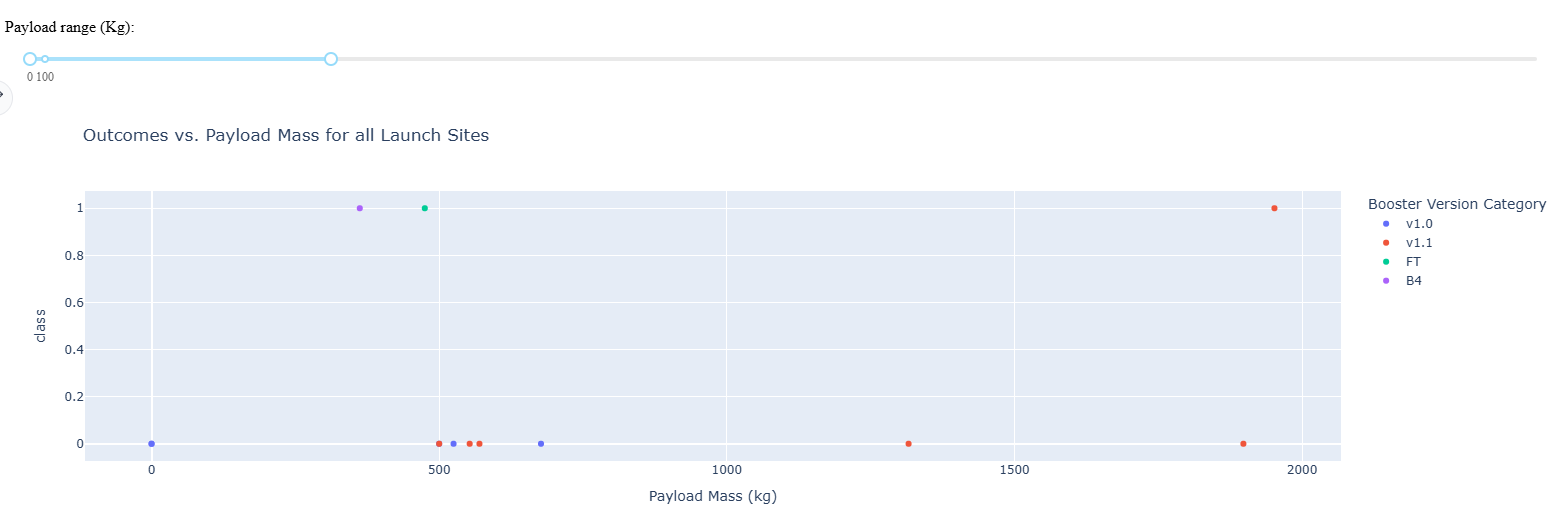 Payload range (Kg):
0 100
Outcomes vs. Payload Mass for all Launch Sites
Booster Version Category
v1.0
v1.1
FT
B4
class
1
0.8
0.6
0.4
0.2
0
0 500 1000 1500 2000
Payload Mass (kg)